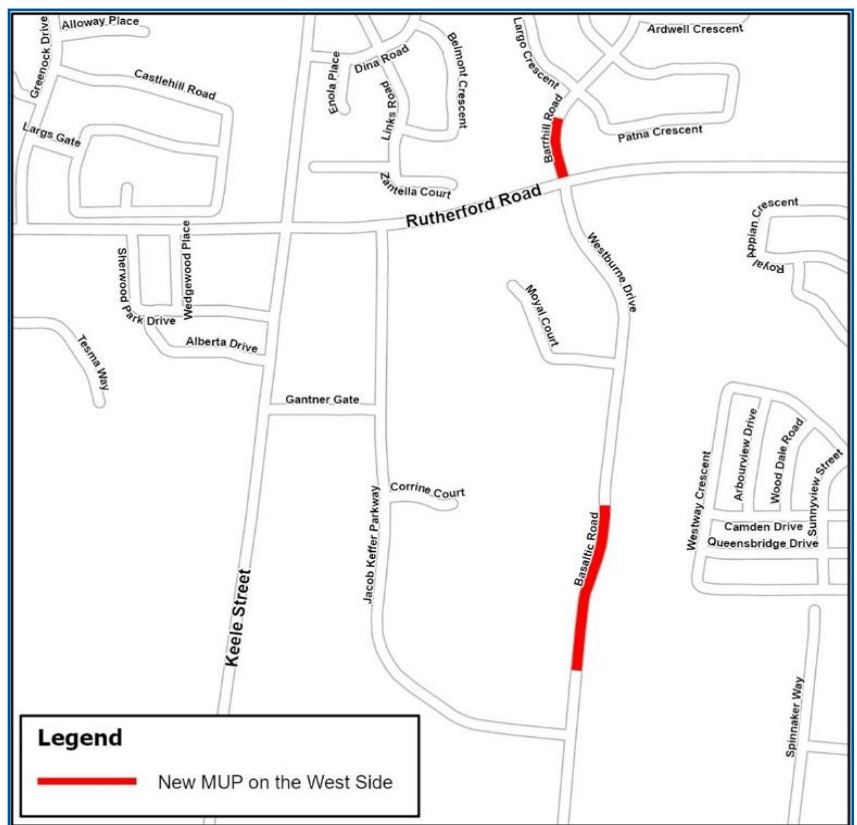 Alloway Place
Greenock Drive
Castlehill Road
Largs Gate
Enola Place
Dina Road
Belmont Crescent
Links Road
Zantella Court
Largo Crescent
Ardwell Crescent
Barrhill Road
Patna Crescent
Rutherford Road
Sherwood Park Drive
Wedgewood Place
Alberta Drive
Tesma Way
Westburne Drive
Moyal Court
Royal Appian Crescent
Gantner Gate
Corrine Court
Jacob Keffer Parkway
Keele Street
Basaltic Road
Westway Crescent
Arbourview Drive
Wood Dale Road
Sunnyview Street
Camden Drive
Queensbridge Drive
Spinnaker Way
Legend
New MUP on the West Side